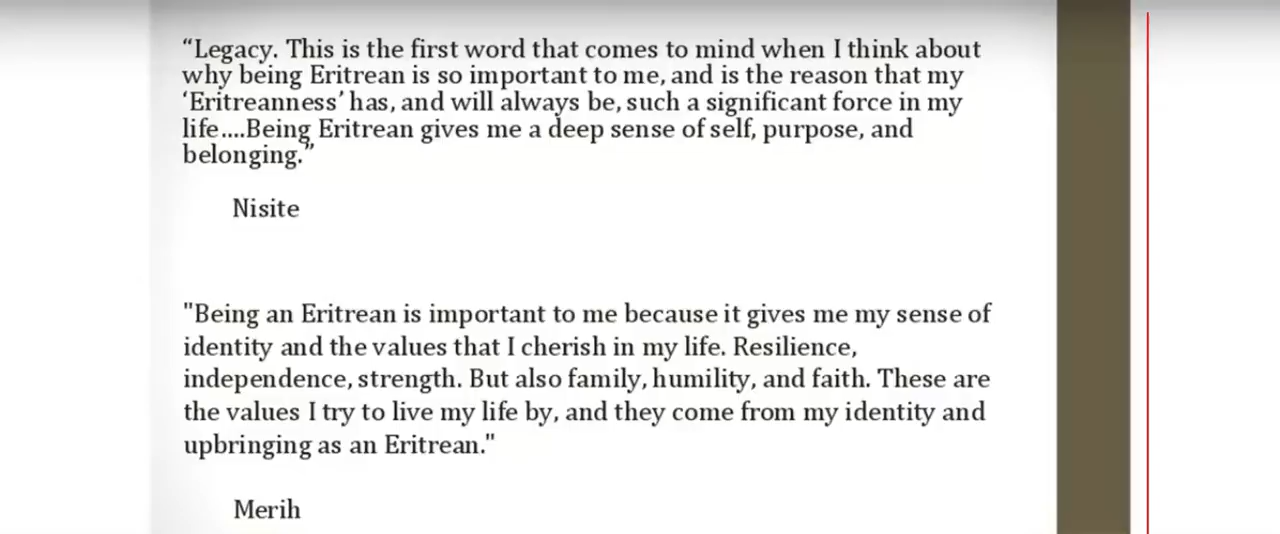 “Legacy. This is the first word that comes to mind when I think about
why being Eritrean is so important to me, and is the reason that my
‘Eritreanness’ has, and will always be, such a significant force in my
life....Being Eritrean gives me a deep sense of self, purpose, and
belonging.”
Nisite
"Being an Eritrean is important to me because it gives me my sense of
identity and the values that I cherish in my life. Resilience,
independence, strength. But also family, humility, and faith. These are
the values I try to live my life by, and they come from my identity and
upbringing as an Eritrean."
Merih